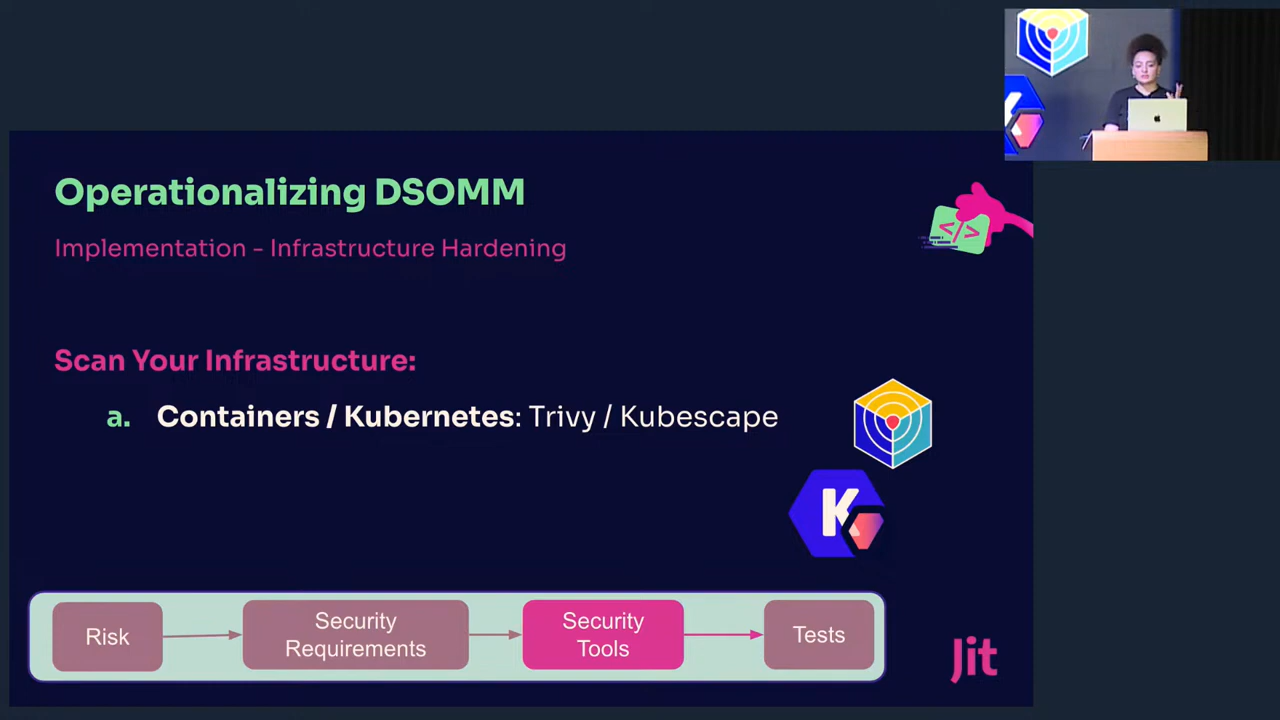 Operationalizing DSOMM
Implementation - Infrastructure Hardening
Scan Your Infrastructure:
a. Containers / Kubernetes: Trivy / Kubescape
K
Risk
Security
Requirements
Security
Tools
Tests
Jit
</>